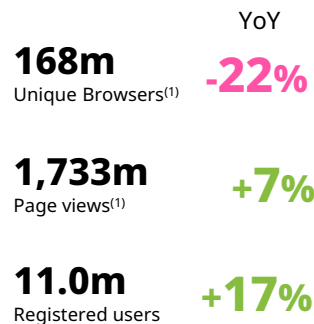 YoY
168m
Unique Browsers(1)
-22%
1,733m
Page views(1)
+7%
11.0m
Registered users
+17%